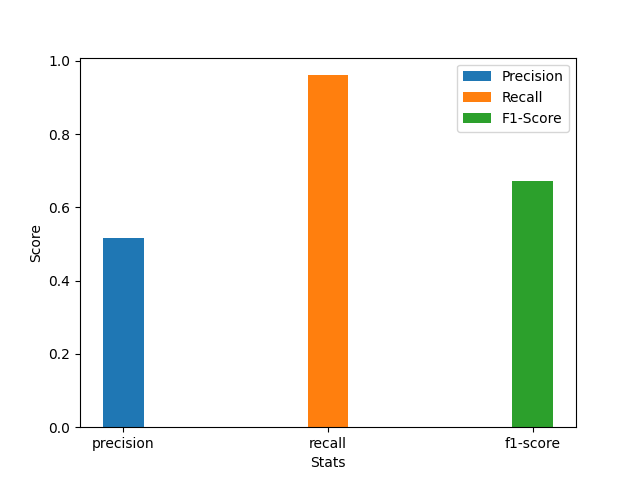 1.0
0.8
0.6
0.4
0.2
0.0
Score
Precision
Recall
F1-Score
precision recall f1-score
Stats